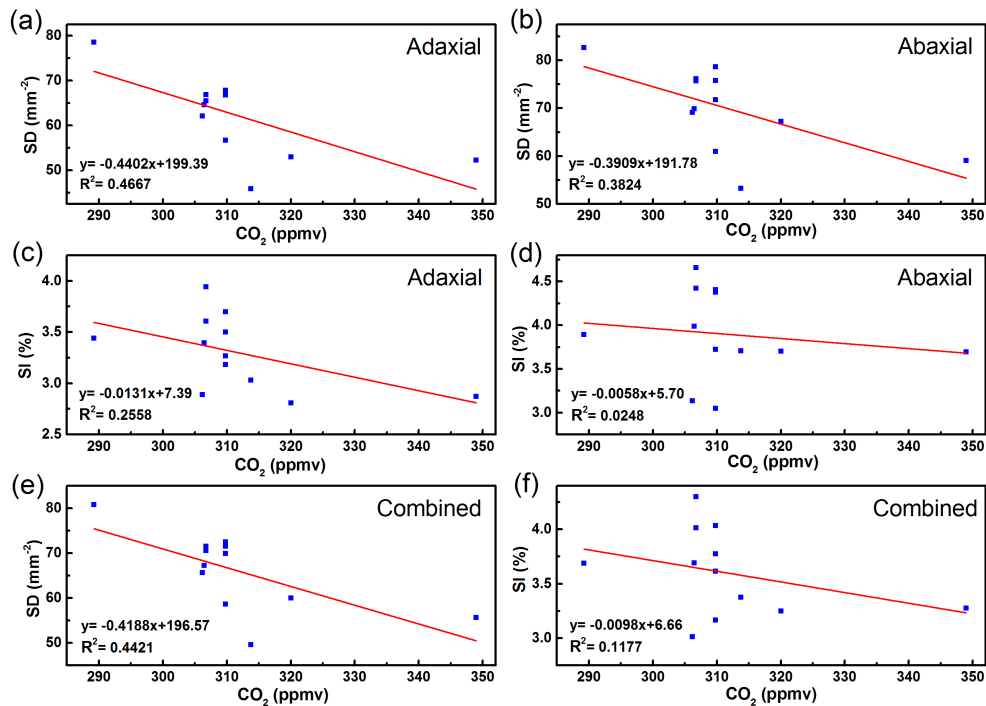 (a)
Adaxial
80
70
60
50
SD (mm-2)
y= -0.4402x+199.39
R2= 0.4667
290 300 310 320 330 340 350
CO2 (ppmv)
(b)
Abaxial
80
70
60
50
SD (mm-2)
y= -0.3909x+191.78
R2= 0.3824
290 300 310 320 330 340 350
CO2 (ppmv)
(c)
Adaxial
4.0
3.5
3.0
2.5
SI (%)
y= -0.0131x+7.39
R2= 0.2558
290 300 310 320 330 340 350
CO2 (ppmv)
(d)
Abaxial
4.5
4.0
3.5
3.0
SI (%)
y= -0.0058x+5.70
R2= 0.0248
290 300 310 320 330 340 350
CO2 (ppmv)
(e)
Combined
80
70
60
50
SD (mm-2)
y= -0.4188x+196.57
R2= 0.4421
290 300 310 320 330 340 350
CO2 (ppmv)
(f)
Combined
4.0
3.5
3.0
SI (%)
y= -0.0098x+6.66
R2= 0.1177
290 300 310 320 330 340 350
CO2 (ppmv)